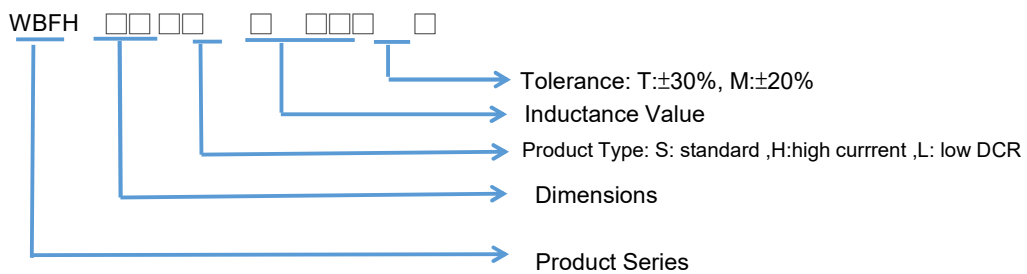 WBFH □□□□ □ □□□ □
Tolerance: T:±30%, M:±20%
Inductance Value
Product Type: S: standard ,H:high currrent ,L: low DCR
Dimensions
Product Series